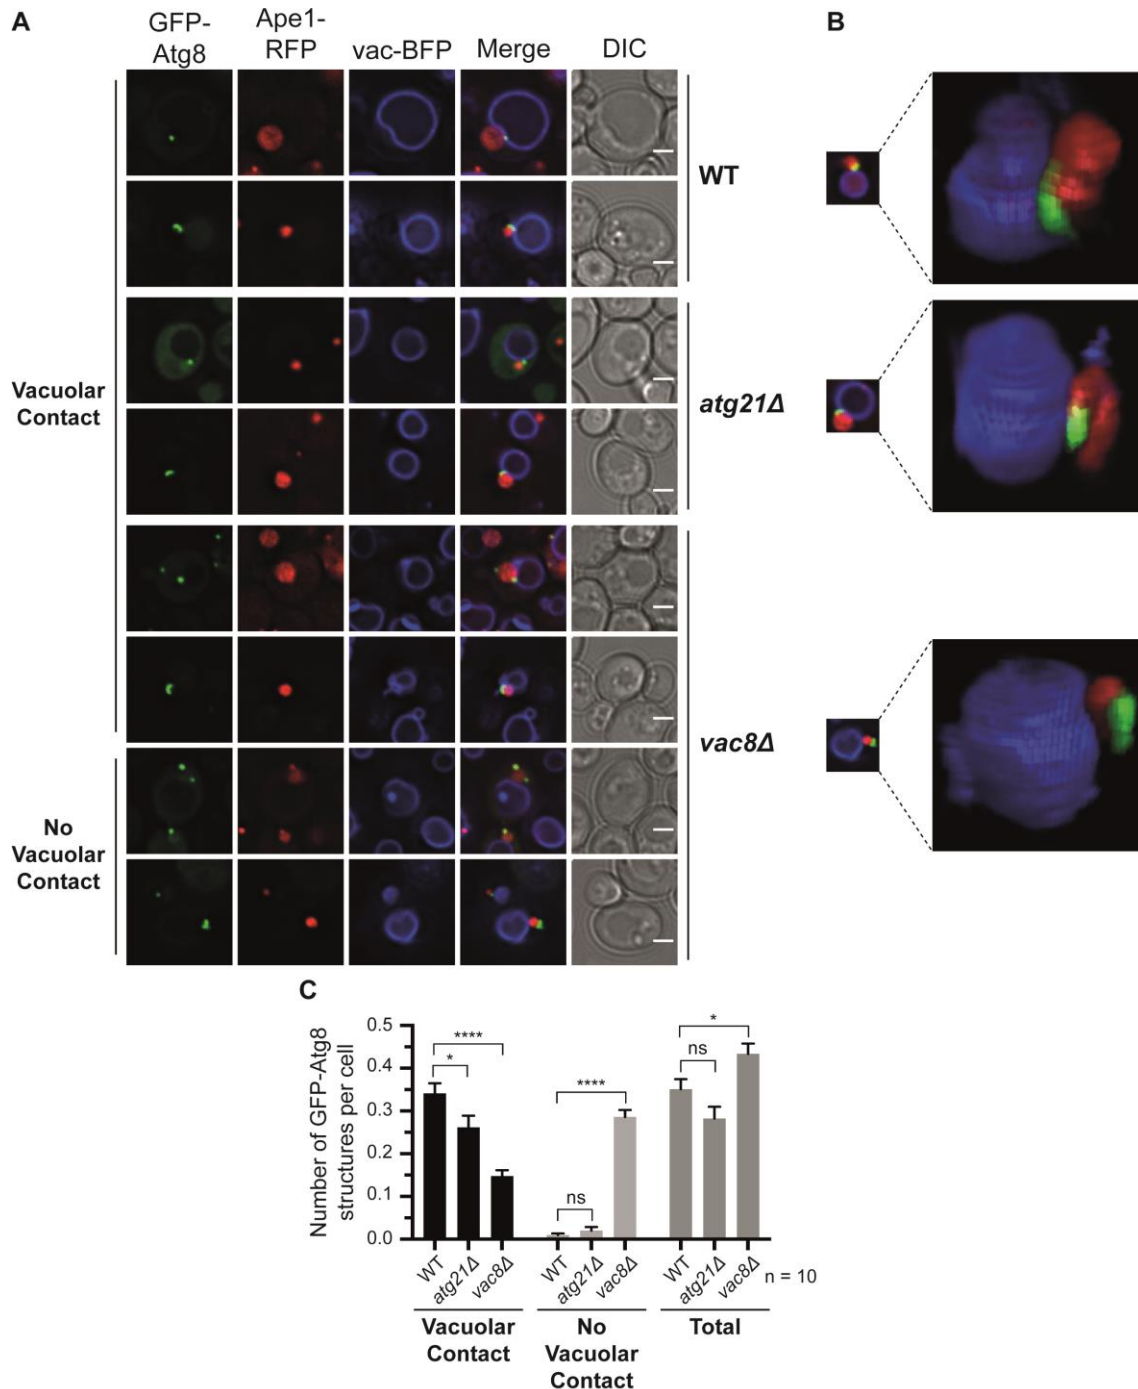 A
GFP-
Atg8
Ape1-
RFP
vac-BFP
Merge
DIC
B
WT
Vacuolar
Contact
atg21Δ
vac8Δ
No
Vacuolar
Contact
C
Number of GFP-Atg8
structures per cell
0.5
0.4
0.3
0.2
0.1
0.0
****
*
****
ns
*
ns
WT
atg21Δ
vac8Δ
WT
atg21Δ
vac8Δ
WT
atg21Δ
vac8Δ
n = 10
Vacuolar
Contact
No
Vacuolar
Contact
Total